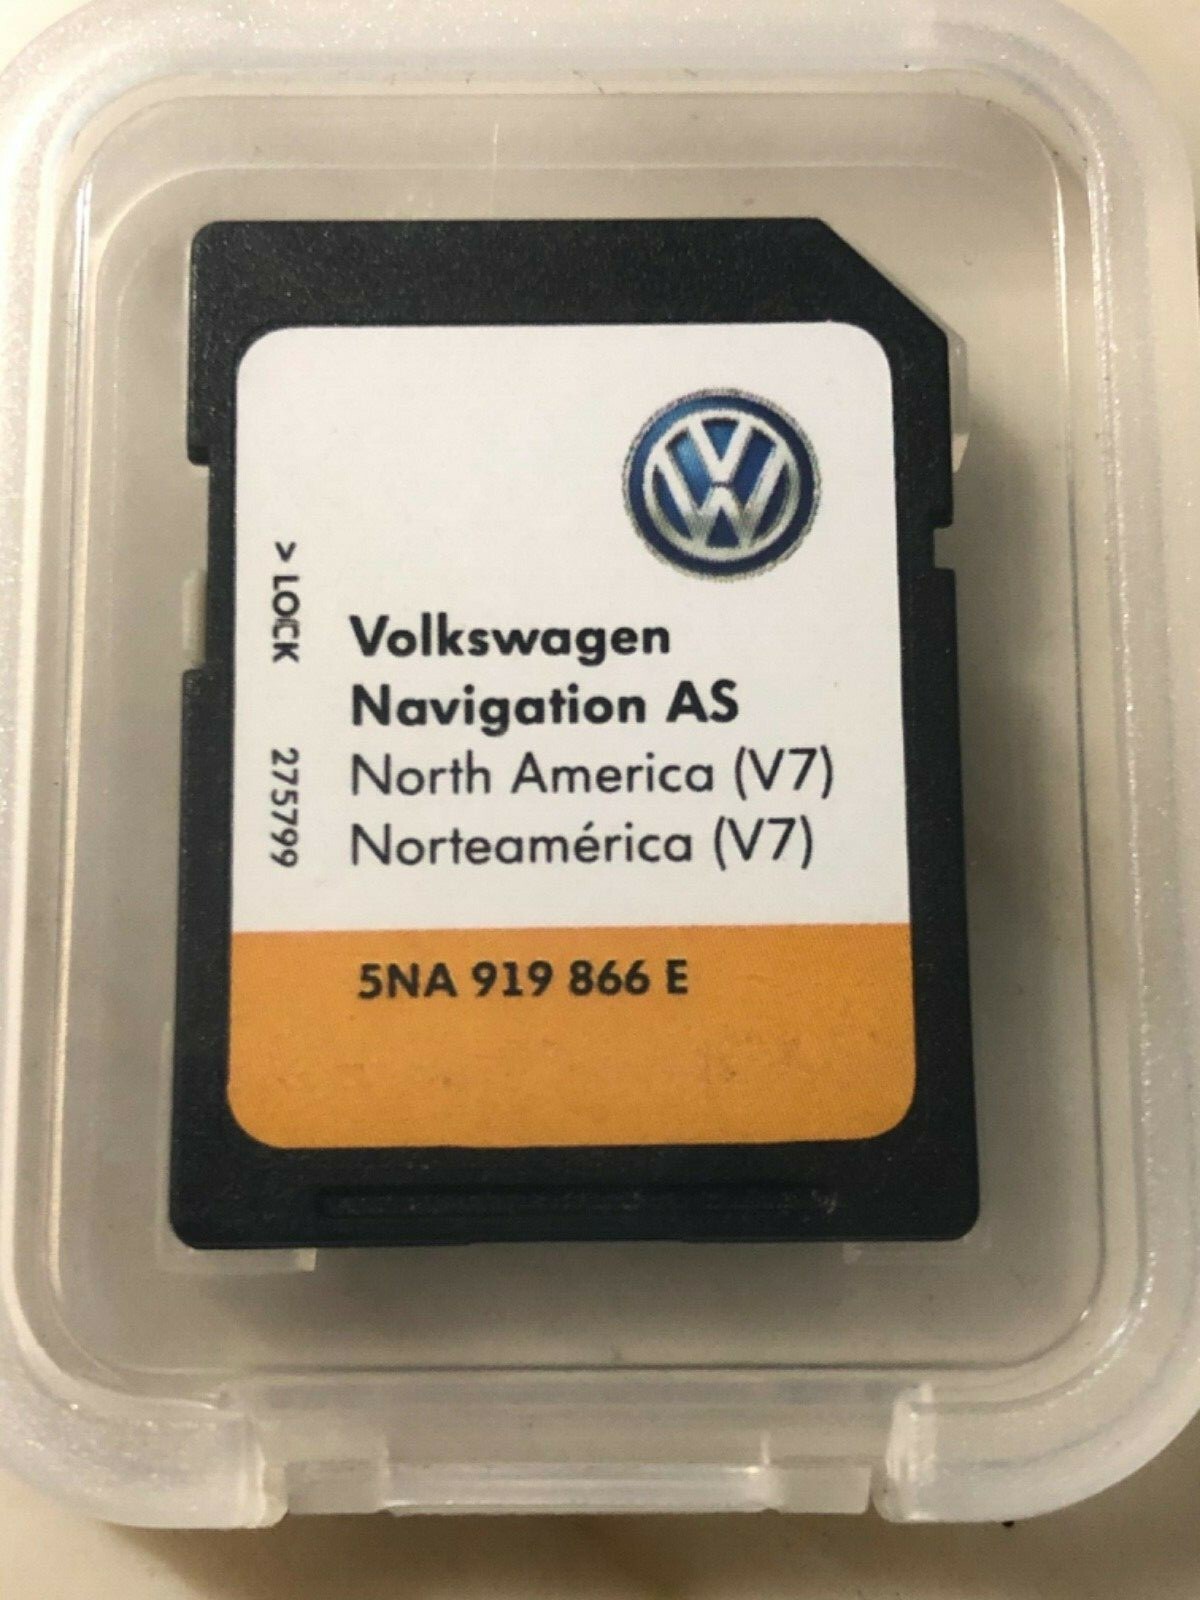 Volkswagen
Navigation AS
North America (V7)
Norteamérica (V7)
5NA 919 866 E
> LOCK
275799